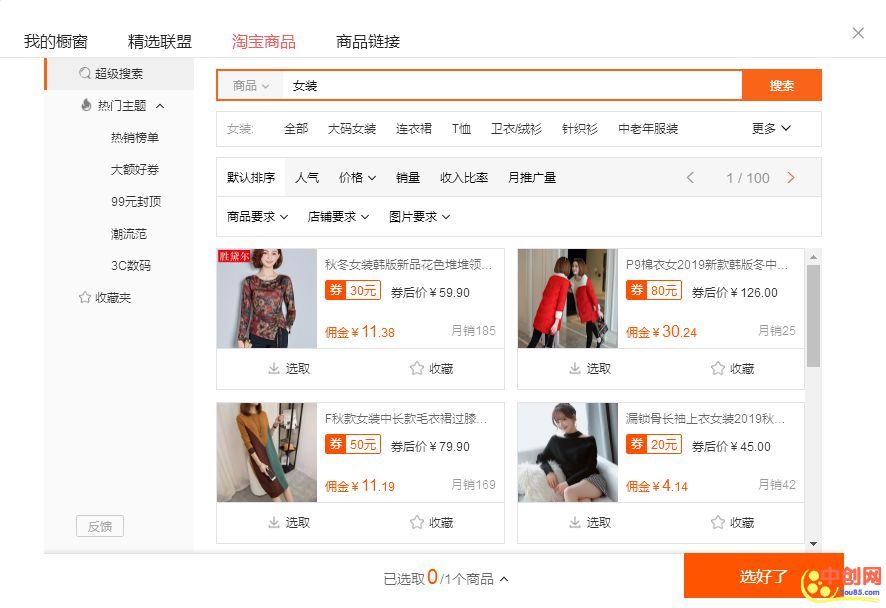 我的橱窗 精选联盟 淘宝商品 商品链接
超级搜索
热门主题
热销榜单
大额好券
99元封顶
潮流范
3C数码
收藏夹
反馈
商品 女装 搜索
女装: 全部 大码女装 连衣裙 T恤 卫衣/绒衫 针织衫 中老年服装 更多
默认排序 人气 价格 销量 收入比率 月推广量 1 / 100
商品要求 店铺要求 图片要求
胜黛尔
秋冬女装韩版新品花色堆堆领...
券 30元 券后价￥59.90
佣金￥11.38 月销185
选取 收藏
P9棉衣女2019新款韩版冬中...
券 80元 券后价￥126.00
佣金￥30.24 月销25
选取 收藏
F秋款女装中长款毛衣裙过膝...
券 50元 券后价￥79.90
佣金￥11.19 月销169
选取 收藏
漏锁骨长袖上衣女装2019秋...
券 20元 券后价￥45.00
佣金￥4.14 月销42
选取 收藏
已选取0/1个商品
选好了
中创网
you85.com